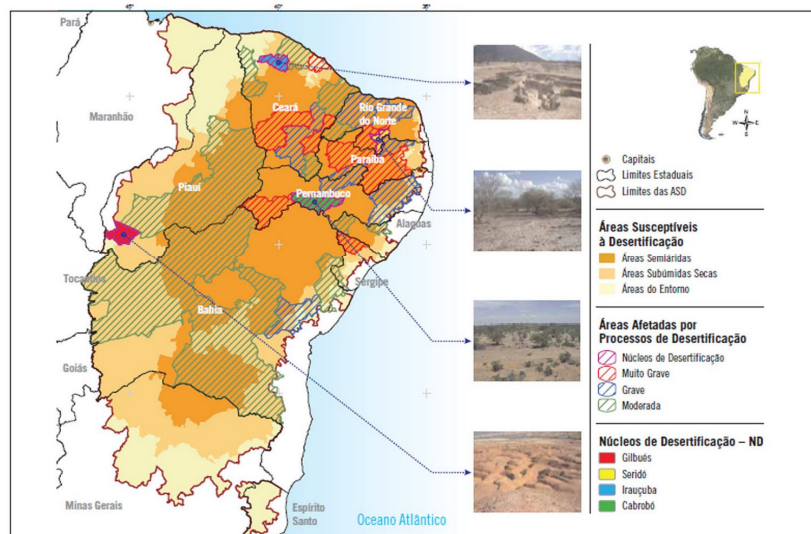 45°
40°
35°
Pará
Maranhão
Ceará
Rio Grande
do Norte
Paraíba
Piauí
Pernambuco
Alagoas
Sergipe
Tocantins
Bahia
Goiás
Minas Gerais
Espírito
Santo
Oceano Atlântico
N
W
E
S
Capitais
Limites Estaduais
Limites das ASD
Áreas Susceptíveis
à Desertificação
Áreas Semiáridas
Áreas Subúmidas Secas
Áreas do Entorno
Áreas Afetadas por
Processos de Desertificação
Núcleos de Desertificação
Muito Grave
Grave
Moderada
Núcleos de Desertificação – ND
Gilbués
Seridó
Irauçuba
Cabrobó